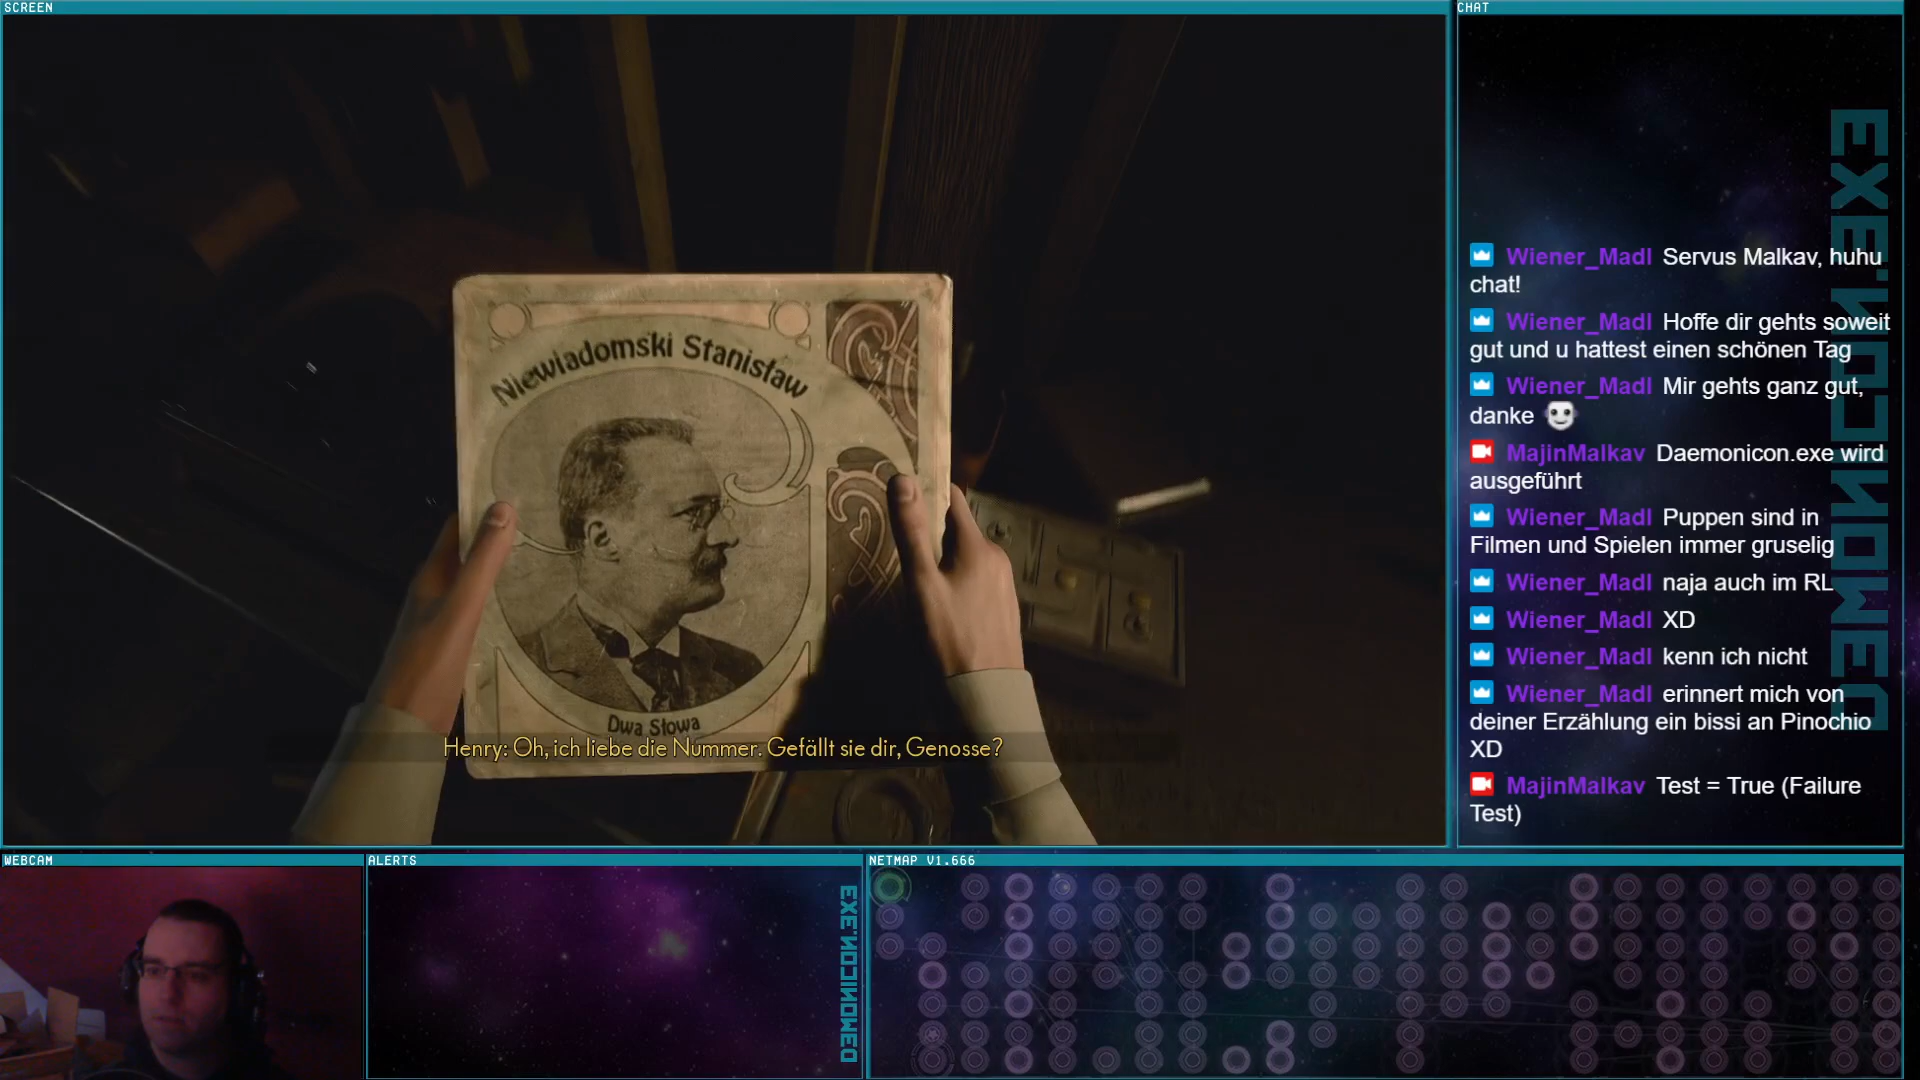 SCREEN
Niewiadomski Stanisław
Dwa Słowa
Henry: Oh, ich liebe die Nummer. Gefällt sie dir, Genosse?
CHAT
Wiener_Madl Servus Malkav, huhu
chat!
Wiener_Madl Hoffe dir gehts soweit
gut und u hattest einen schönen Tag
Wiener_Madl Mir gehts ganz gut,
danke
MajinMalkav Daemonicon.exe wird
ausgeführt
Wiener_Madl Puppen sind in
Filmen und Spielen immer gruselig
Wiener_Madl naja auch im RL
Wiener_Madl XD
Wiener_Madl kenn ich nicht
Wiener_Madl erinnert mich von
deiner Erzählung ein bissi an Pinochio
XD
MajinMalkav Test = True (Failure
Test)
WEBCAM
ALERTS
NETMAP V1.666